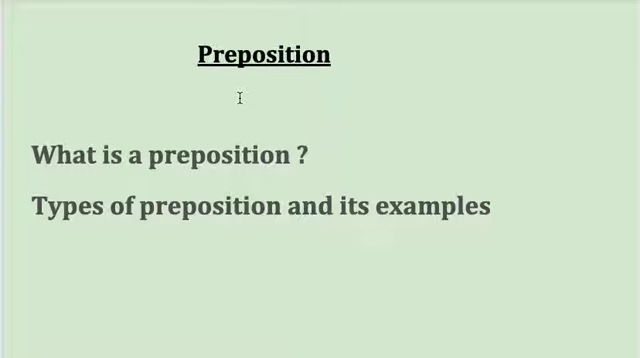 Preposition
What is a preposition ?
Types of preposition and its examples